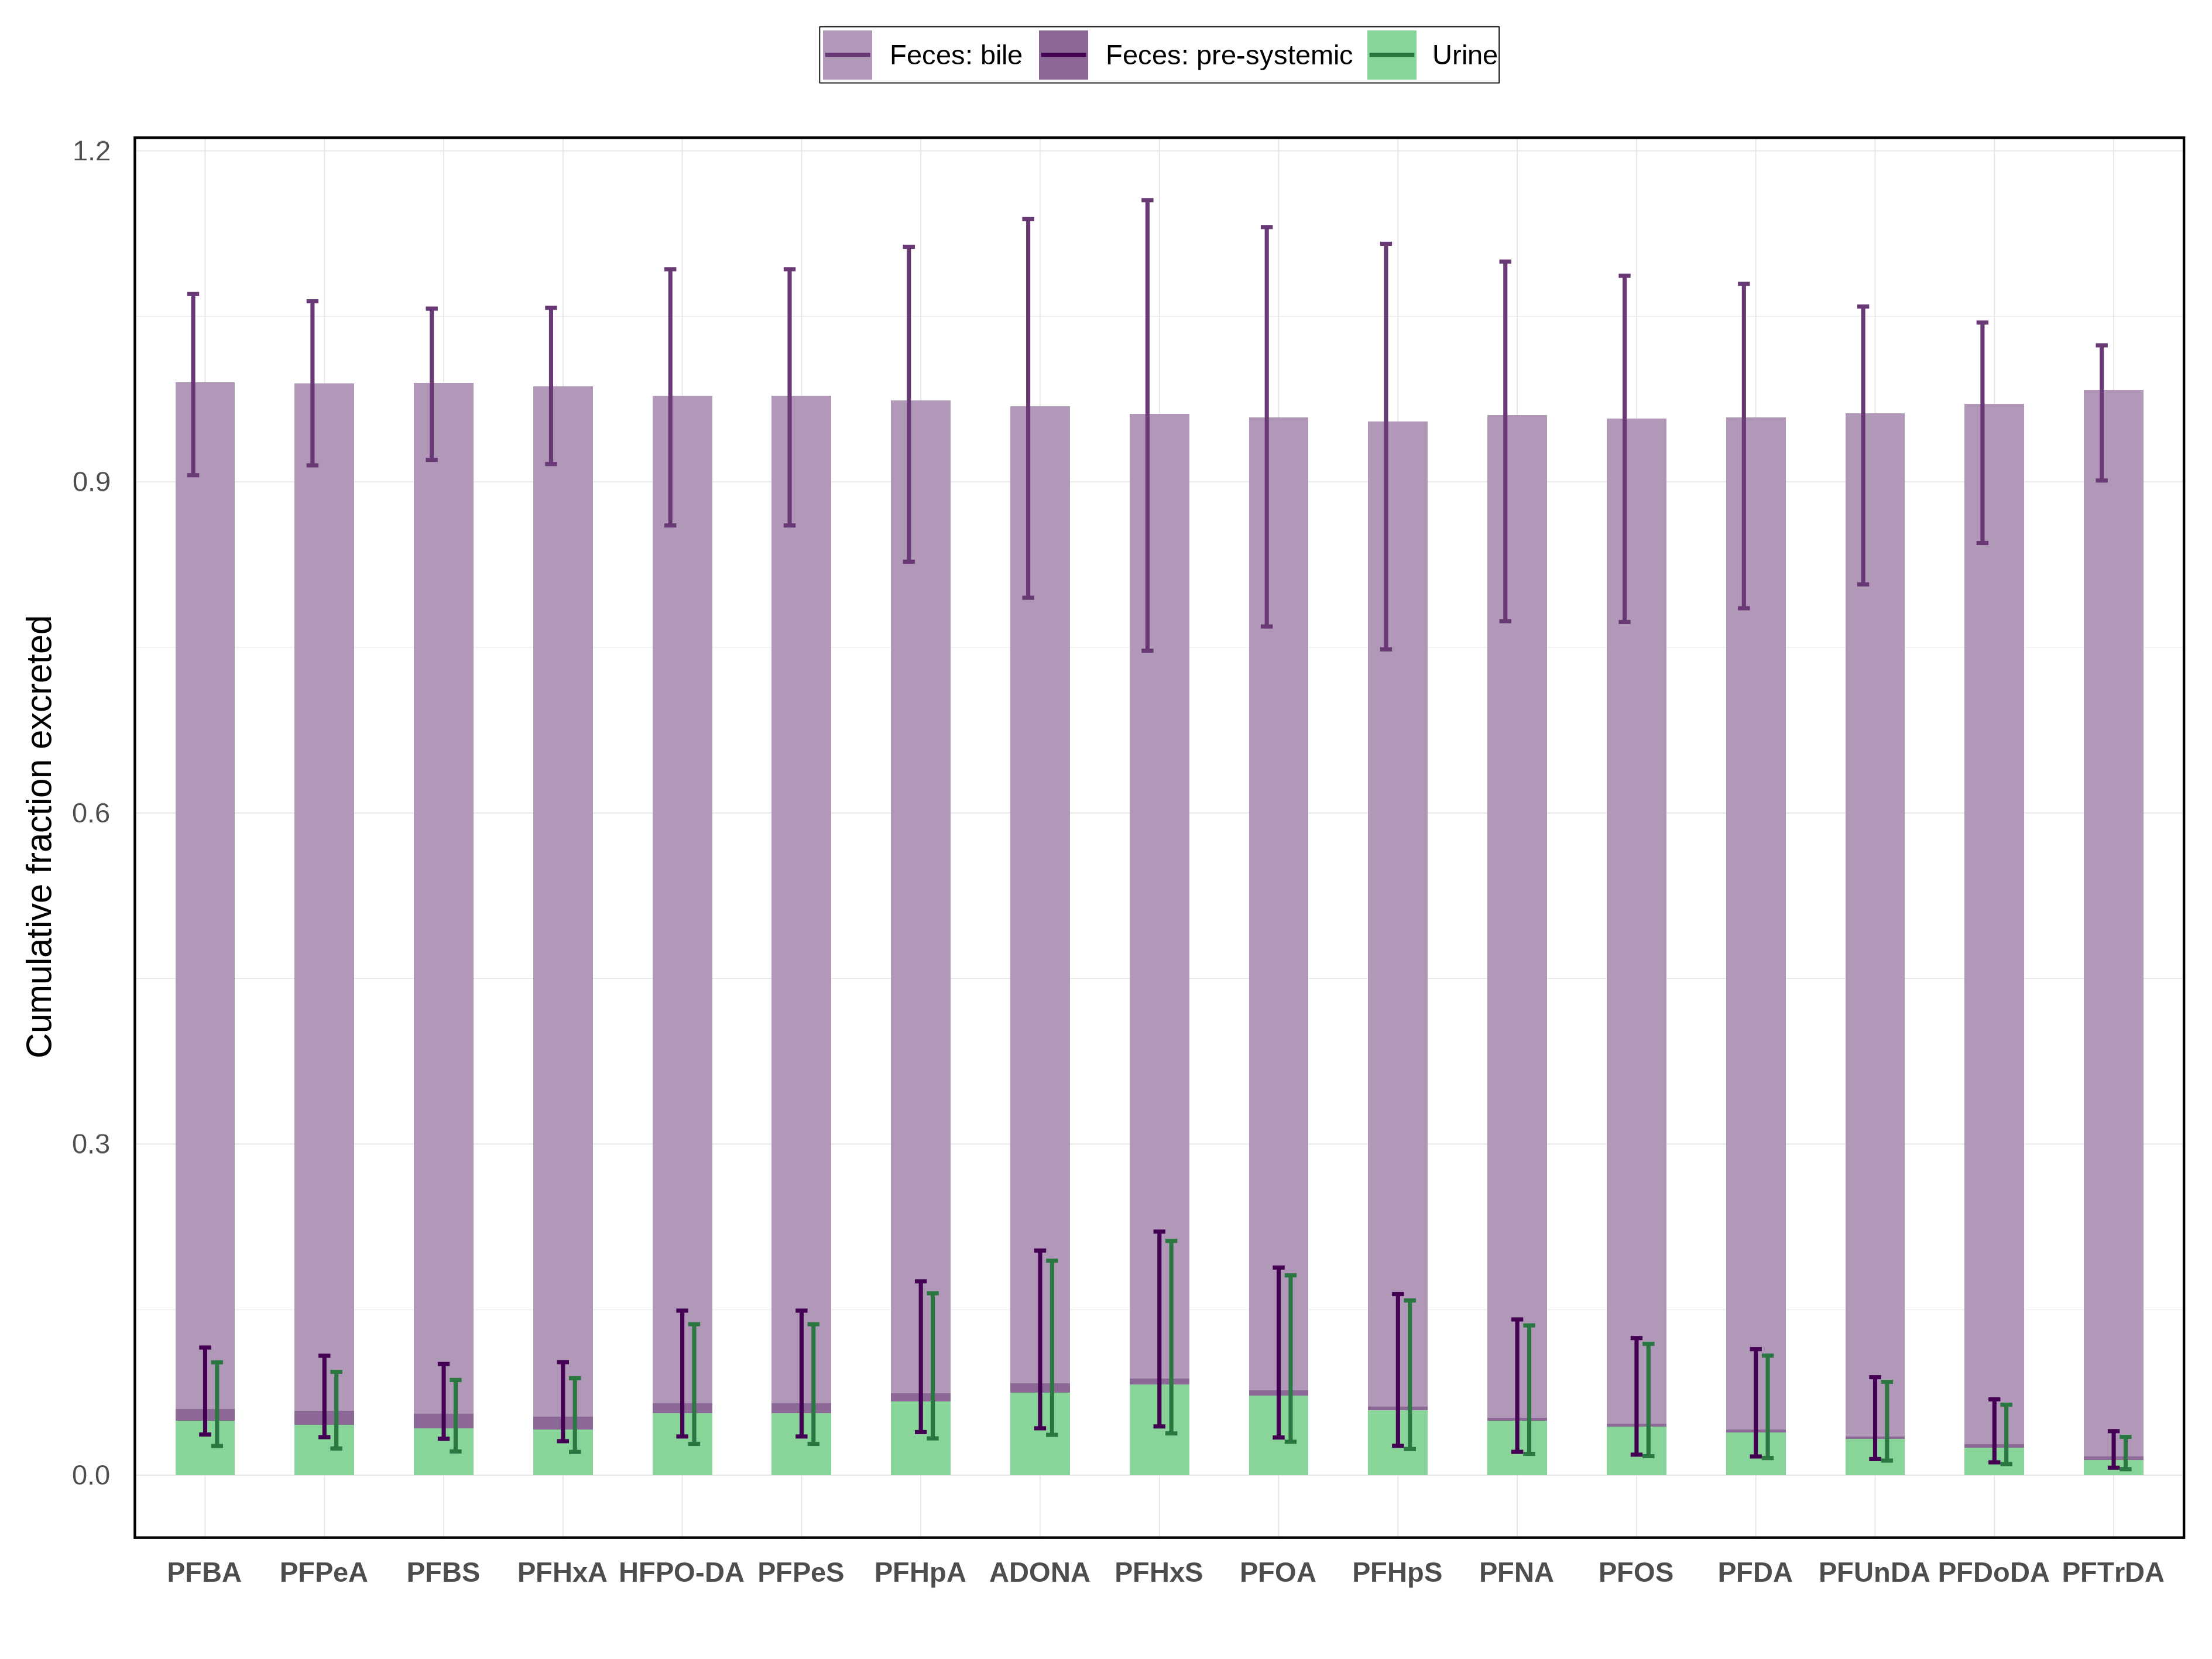 Feces: bile Feces: pre-systemic Urine
1.2
0.9
0.6
0.3
0.0
Cumulative fraction excreted
PFBA PFPeA PFBS PFHxA HFPO-DA PFPeS PFHpA ADONA PFHxS PFOA PFHpS PFNA PFOS PFDA PFUnDA PFDoDA PFTrDA